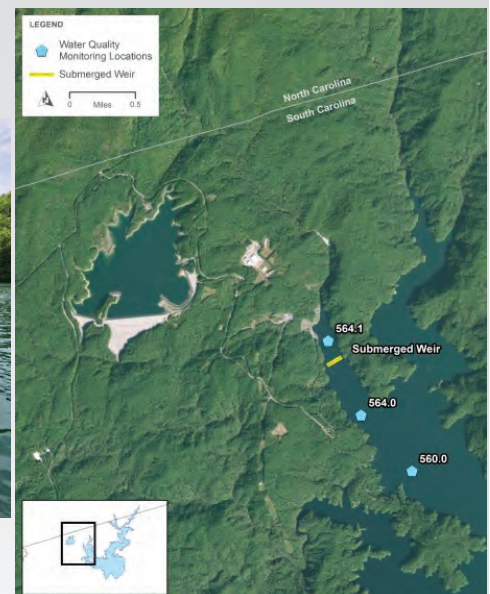 LEGEND
Water Quality
Monitoring Locations
Submerged Weir
0 0.5
Miles
North Carolina
South Carolina
564.1
Submerged Weir
564.0
560.0